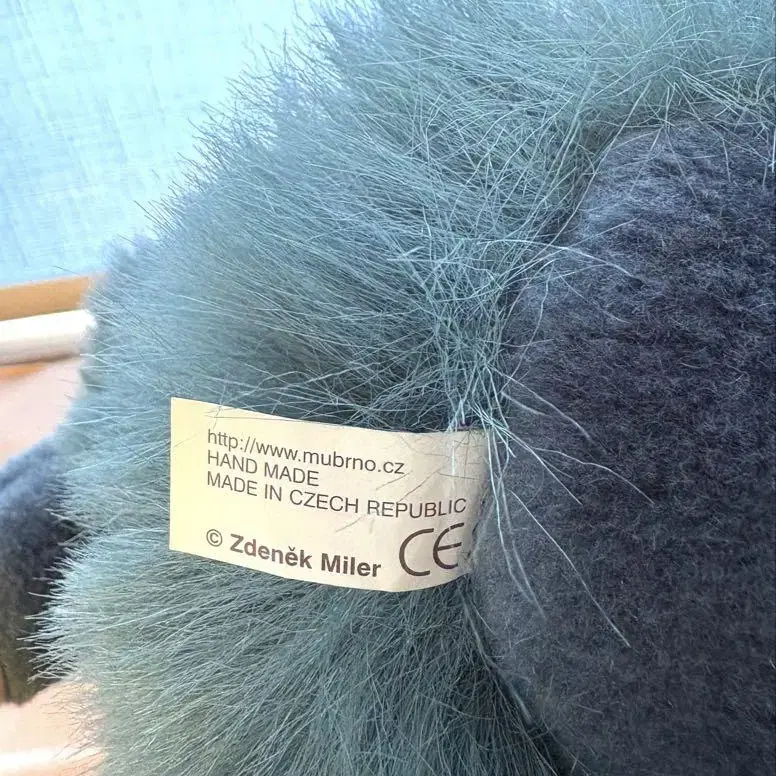 http://www.mubrno.cz
HAND MADE
MADE IN CZECH REPUBLIC
© Zdeněk Miler CE